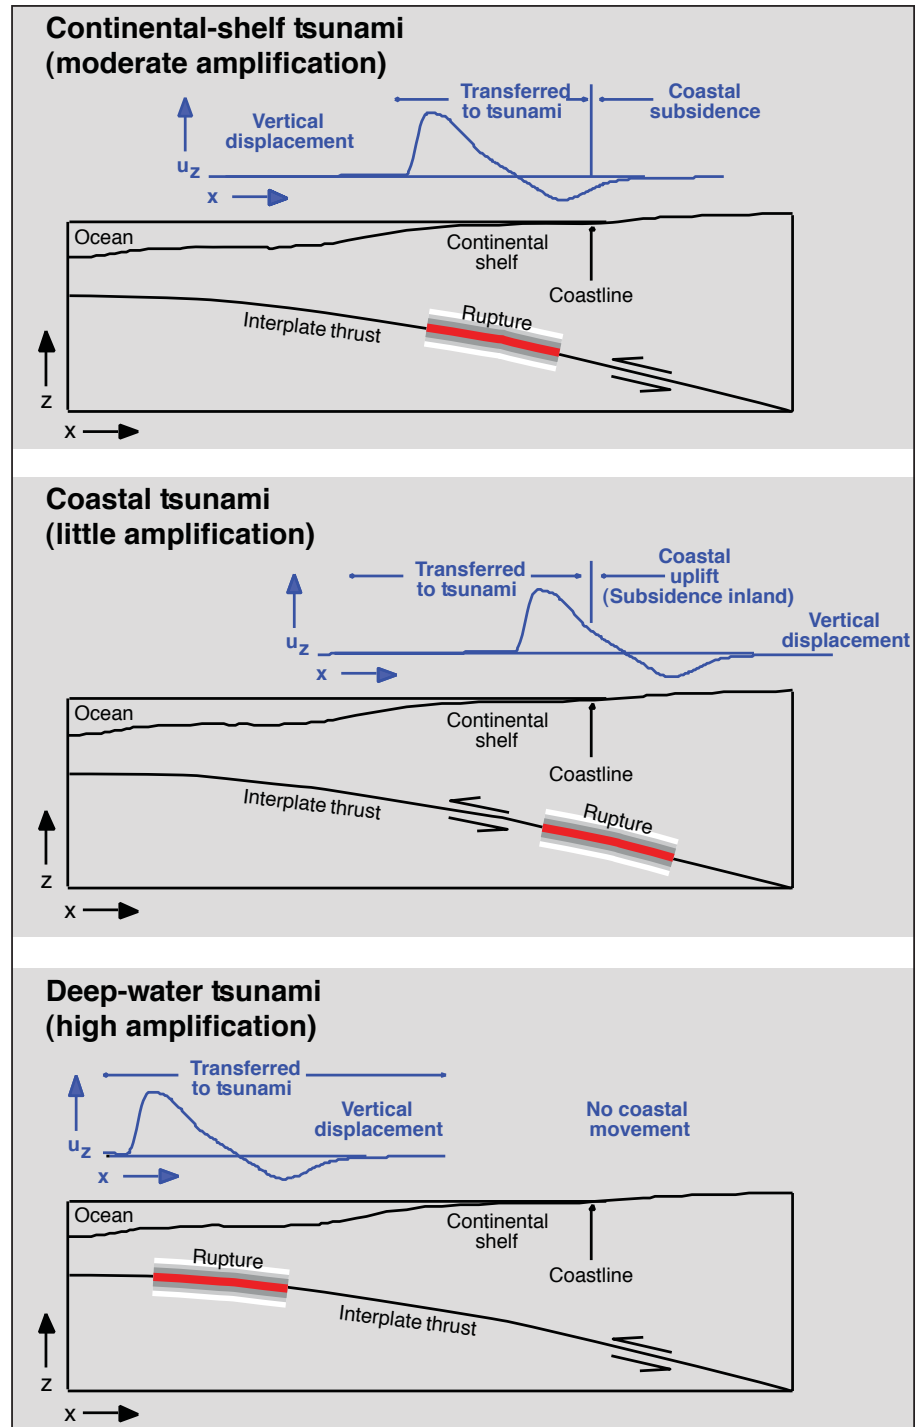 Continental-shelf tsunami
(moderate amplification)
Transferred
to tsunami
Coastal
subsidence
Vertical
displacement
uz
x
Ocean
Continental
shelf
Coastline
Rupture
Interplate thrust
z
x
Coastal tsunami
(little amplification)
Transferred
to tsunami
Coastal
uplift
(Subsidence inland)
Vertical
displacement
uz
x
Ocean
Continental
shelf
Coastline
Interplate thrust
Rupture
z
x
Deep-water tsunami
(high amplification)
Transferred
to tsunami
Vertical
displacement
No coastal
movement
uz
x
Ocean
Continental
shelf
Rupture
Coastline
Interplate thrust
z
x